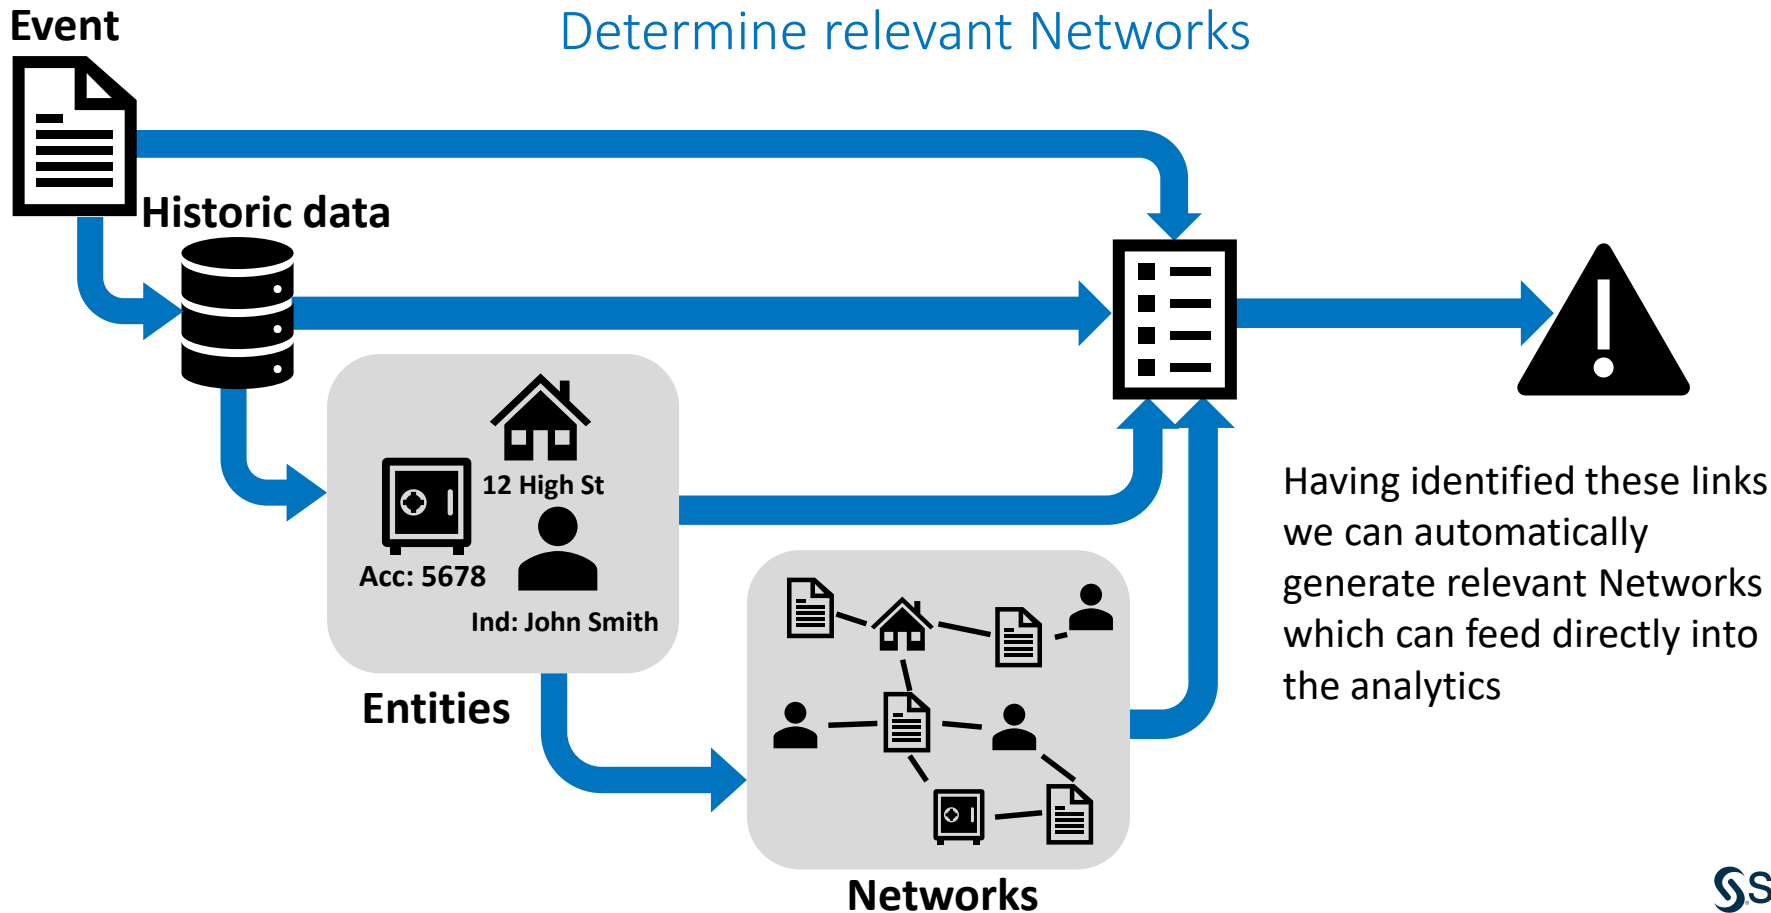 Event
Determine relevant Networks
Historic data
12 High St
Acc: 5678
Ind: John Smith
Entities
Having identified these links
we can automatically
generate relevant Networks
which can feed directly into
the analytics
Networks
S